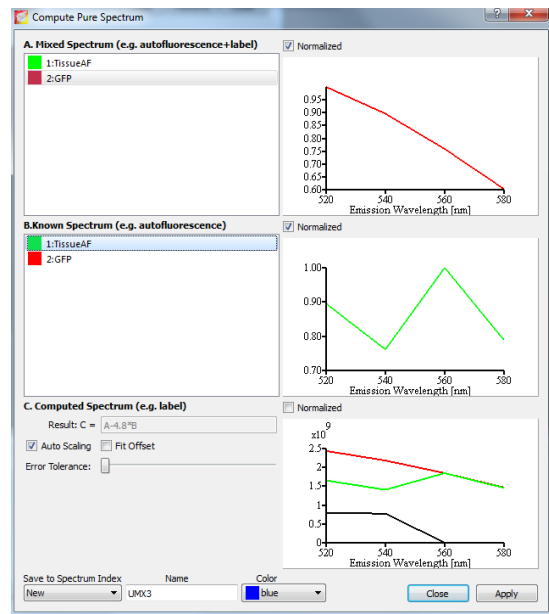 Compute Pure Spectrum
A. Mixed Spectrum (e.g. autofluorescence+label)
1:TissueAF
2:GFP
Normalized
0.95
0.90
0.85
0.80
0.75
0.70
0.65
0.60
520 540 560 580
Emission Wavelength [nm]
B.Known Spectrum (e.g. autofluorescence)
1:TissueAF
2:GFP
Normalized
1.00
0.90
0.80
0.70
520 540 560 580
Emission Wavelength [nm]
C. Computed Spectrum (e.g. label)
Result: C = A-4.8*B
Auto Scaling Fit Offset
Error Tolerance:
Normalized
x10 9
2.5
2
1.5
1
0.5
0
520 540 560 580
Emission Wavelength [nm]
Save to Spectrum Index Name Color
New UMX3 blue
Close Apply